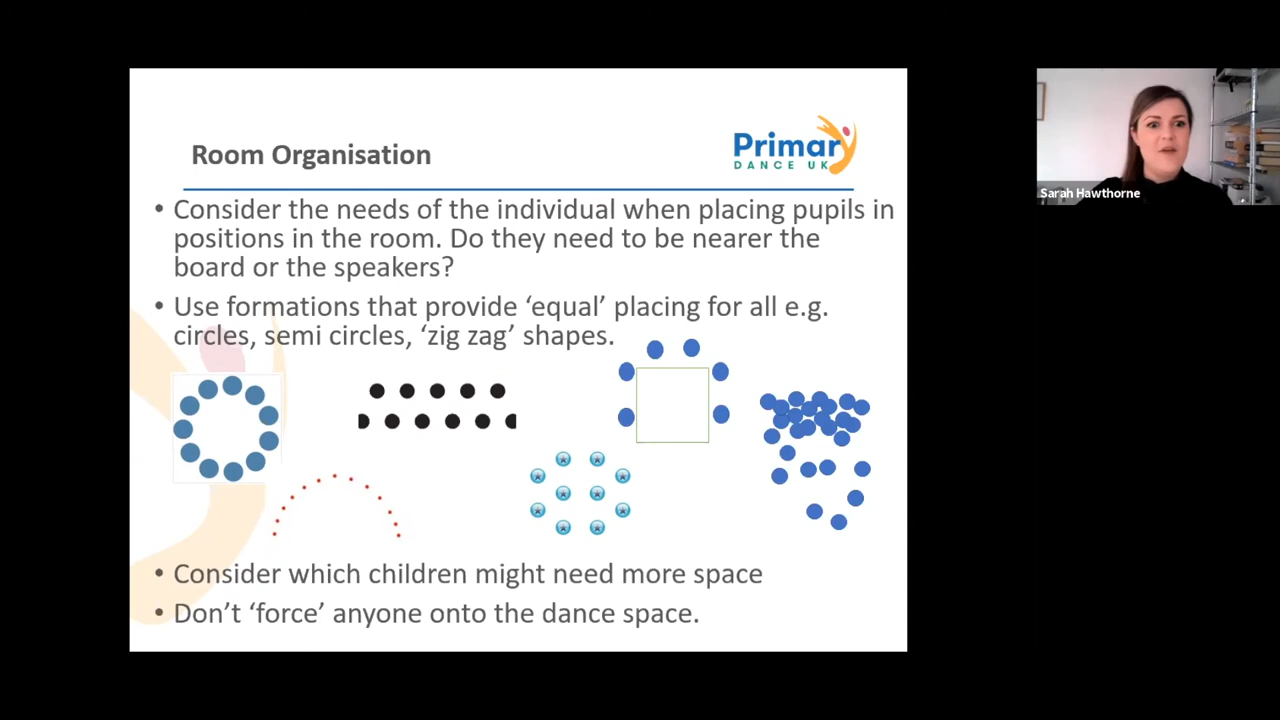 Room Organisation
Primary
DANCE UK
• Consider the needs of the individual when placing pupils in
positions in the room. Do they need to be nearer the
board or the speakers?
• Use formations that provide ‘equal’ placing for all e.g.
circles, semi circles, ‘zig zag’ shapes.
• Consider which children might need more space
• Don’t ‘force’ anyone onto the dance space.
Sarah Hawthorne